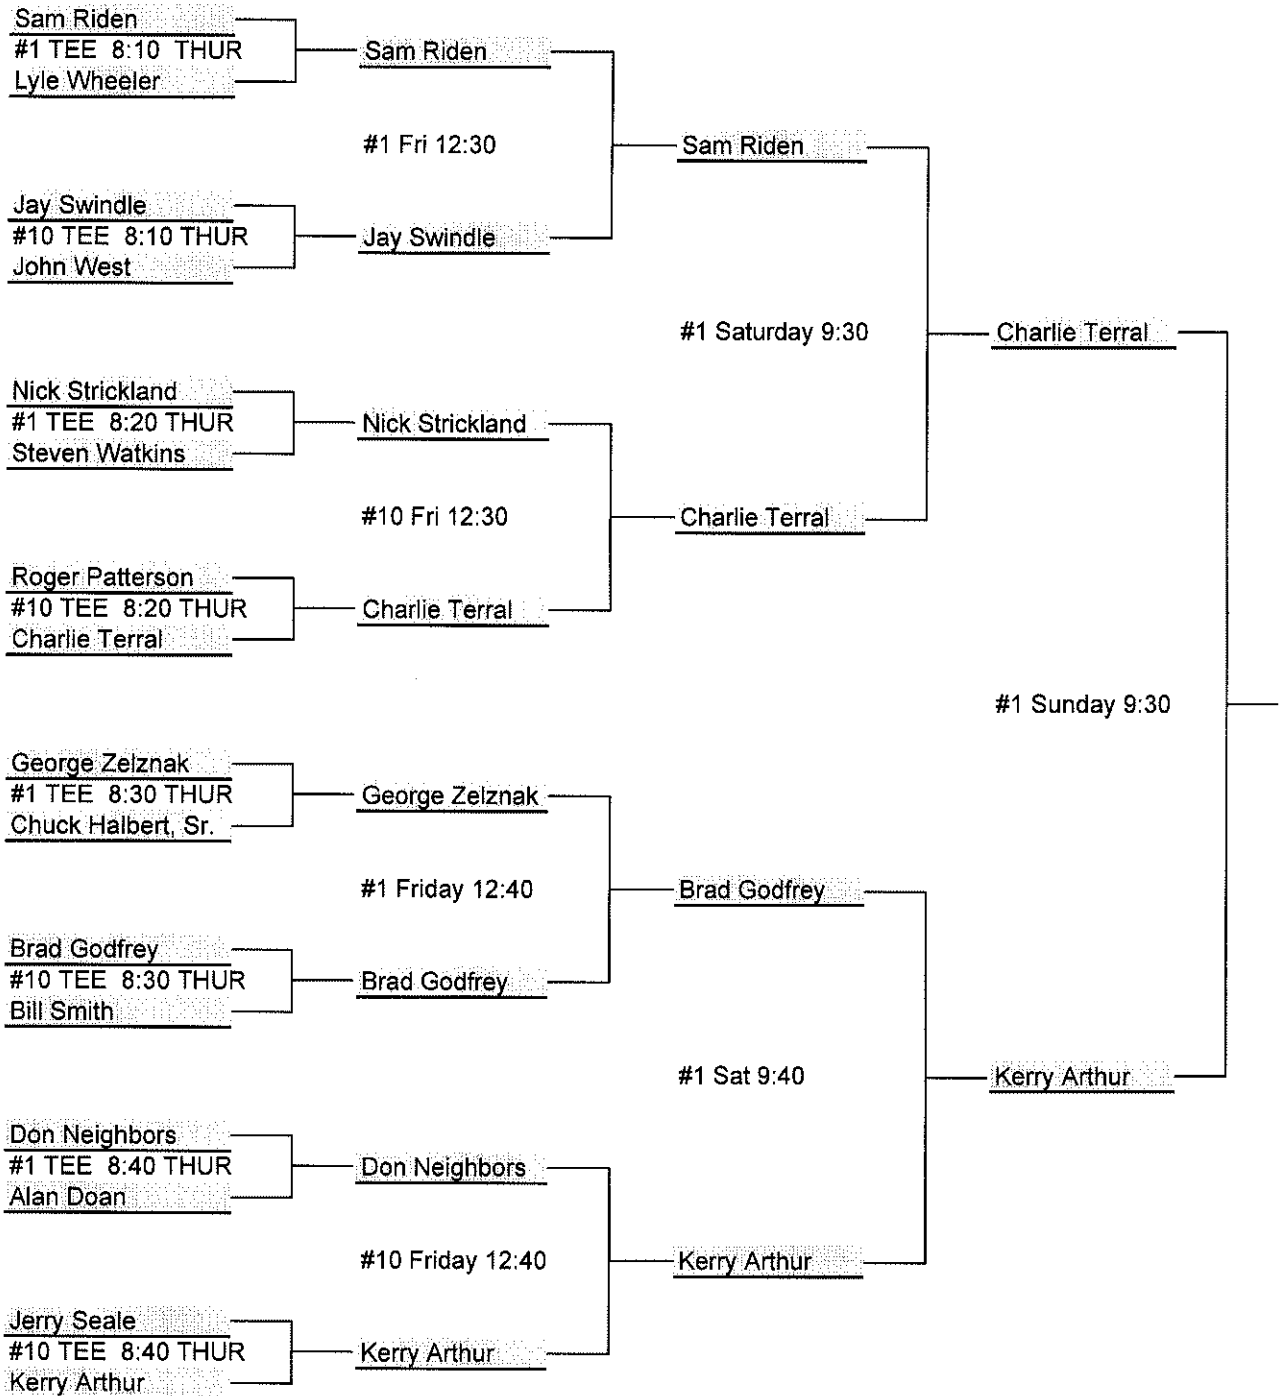 Sam Riden
#1 TEE 8:10 THUR
Lyle Wheeler
Sam Riden
#1 Fri 12:30
Sam Riden
Jay Swindle
#10 TEE 8:10 THUR
John West
Jay Swindle
#1 Saturday 9:30
Charlie Terral
Nick Strickland
#1 TEE 8:20 THUR
Steven Watkins
Nick Strickland
#10 Fri 12:30
Charlie Terral
Roger Patterson
#10 TEE 8:20 THUR
Charlie Terral
Charlie Terral
#1 Sunday 9:30
George Zelznak
#1 TEE 8:30 THUR
Chuck Halbert, Sr.
George Zelznak
#1 Friday 12:40
Brad Godfrey
Brad Godfrey
#10 TEE 8:30 THUR
Bill Smith
Brad Godfrey
#1 Sat 9:40
Kerry Arthur
Don Neighbors
#1 TEE 8:40 THUR
Alan Doan
Don Neighbors
#10 Friday 12:40
Kerry Arthur
Jerry Seale
#10 TEE 8:40 THUR
Kerry Arthur
Kerry Arthur